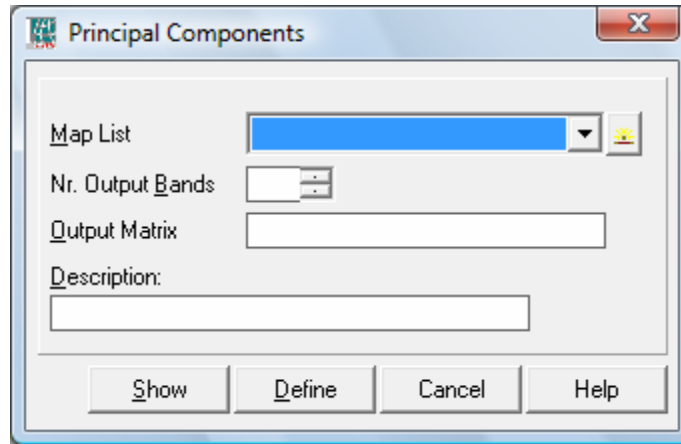 Principal Components
Map List
Nr. Output Bands
Output Matrix
Description:
Show Define Cancel Help